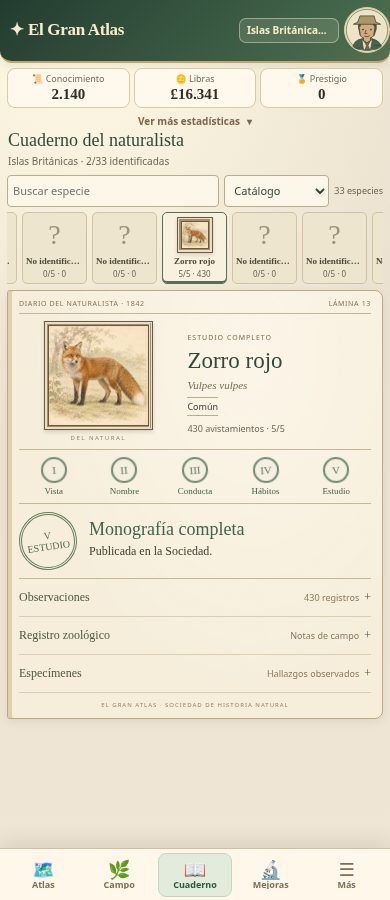 ✦ El Gran Atlas
Islas Británica...
📜 Conocimiento
2.140
🪙 Libras
£16.341
🏅 Prestigio
0
Ver más estadísticas ▼
Cuaderno del naturalista
Islas Británicas · 2/33 identificadas
Buscar especie
Catálogo
33 especies
?
No identific...
0/5 · 0
?
No identific...
0/5 · 0
Zorro rojo
5/5 · 430
?
No identific...
0/5 · 0
?
No identific...
0/5 · 0
N
0
DIARIO DEL NATURALISTA · 1842
LÁMINA 13
DEL NATURAL
ESTUDIO COMPLETO
Zorro rojo
Vulpes vulpes
Común
430 avistamientos · 5/5
I
Vista
II
Nombre
III
Conducta
IV
Hábitos
V
Estudio
V
ESTUDIO
Monografía completa
Publicada en la Sociedad.
Observaciones
430 registros +
Registro zoológico
Notas de campo +
Especímenes
Hallazgos observados +
EL GRAN ATLAS · SOCIEDAD DE HISTORIA NATURAL
Atlas
Campo
Cuaderno
Mejoras
Más